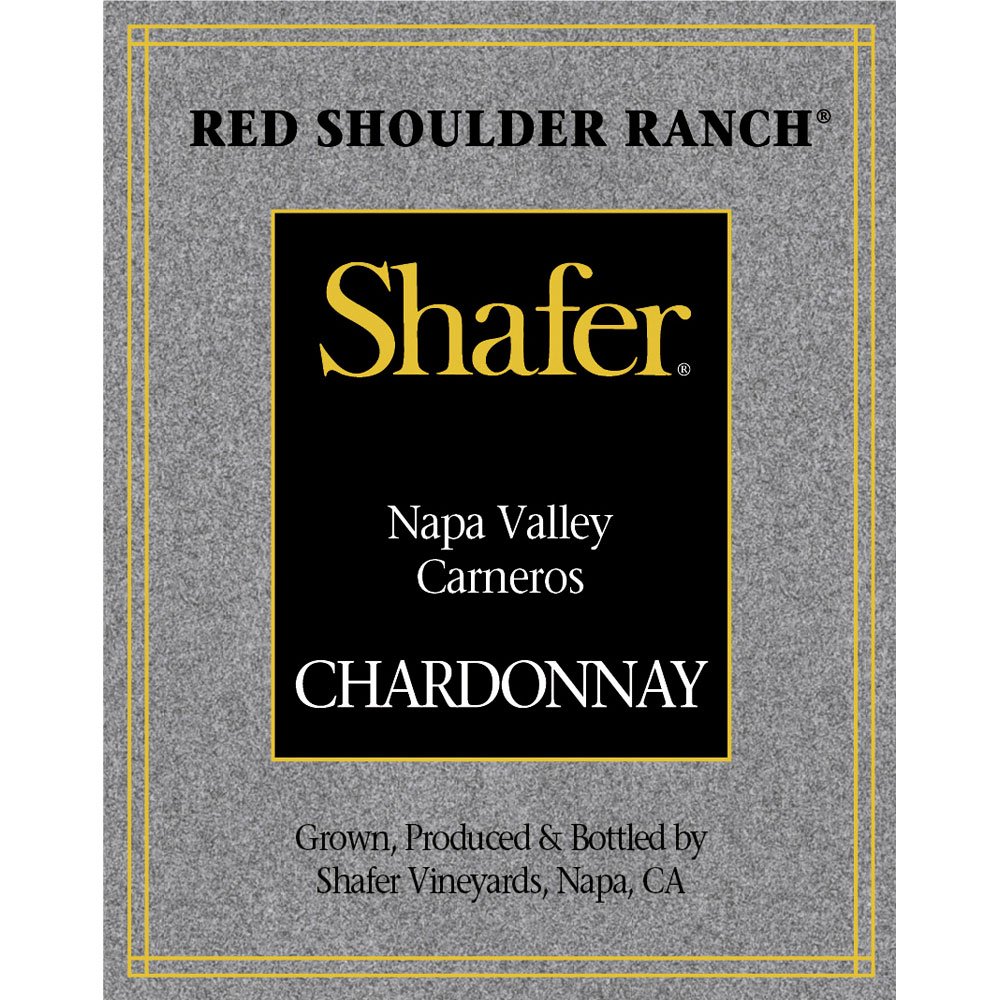 RED SHOULDER RANCH®
Shafer®
Napa Valley
Carneros
CHARDONNAY
Grown, Produced & Bottled by
Shafer Vineyards, Napa, CA